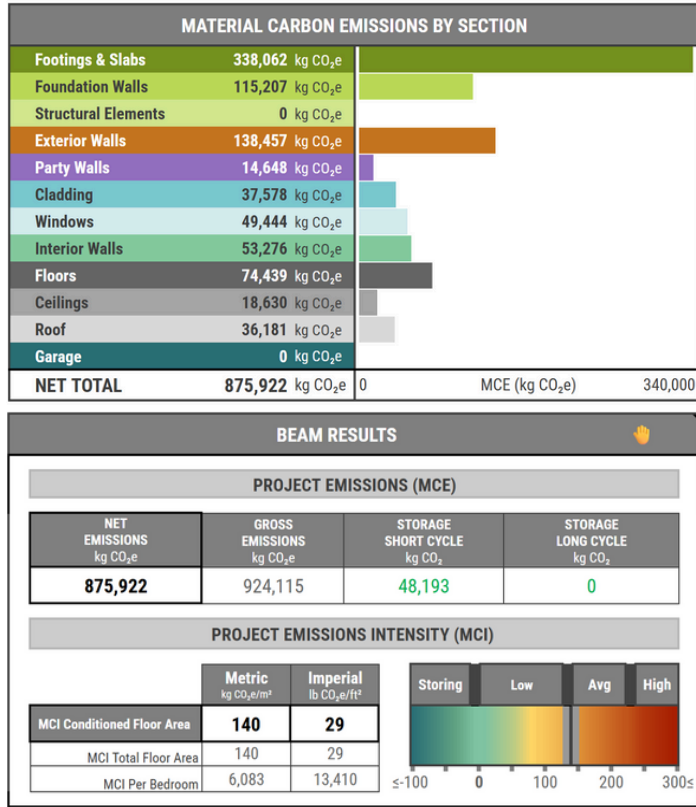 MATERIAL CARBON EMISSIONS BY SECTION
Footings & Slabs 338,062 kg CO₂e
Foundation Walls 115,207 kg CO₂e
Structural Elements 0 kg CO₂e
Exterior Walls 138,457 kg CO₂e
Party Walls 14,648 kg CO₂e
Cladding 37,578 kg CO₂e
Windows 49,444 kg CO₂e
Interior Walls 53,276 kg CO₂e
Floors 74,439 kg CO₂e
Ceilings 18,630 kg CO₂e
Roof 36,181 kg CO₂e
Garage 0 kg CO₂e
NET TOTAL 875,922 kg CO₂e 0 MCE (kg CO₂e) 340,000
BEAM RESULTS
PROJECT EMISSIONS (MCE)
NET EMISSIONS kg CO₂e
GROSS EMISSIONS kg CO₂e
STORAGE SHORT CYCLE kg CO₂
STORAGE LONG CYCLE kg CO₂
875,922 924,115 48,193 0
PROJECT EMISSIONS INTENSITY (MCI)
Metric kg CO₂e/m²
Imperial lb CO₂e/ft²
MCI Conditioned Floor Area 140 29
MCI Total Floor Area 140 29
MCI Per Bedroom 6,083 13,410
Storing Low Avg High
≤-100 0 100 200 300≤